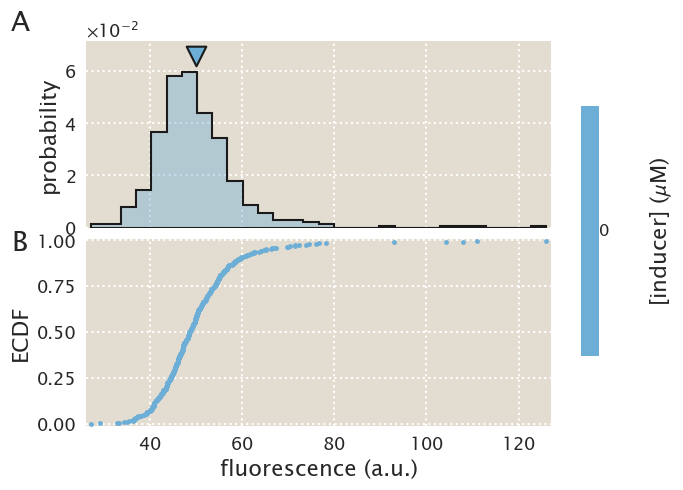 A
×10⁻²
6
4
2
0
probability
B
1.00
0.75
0.50
0.25
0.00
ECDF
40 60 80 100 120
fluorescence (a.u.)
0
[inducer] (μM)